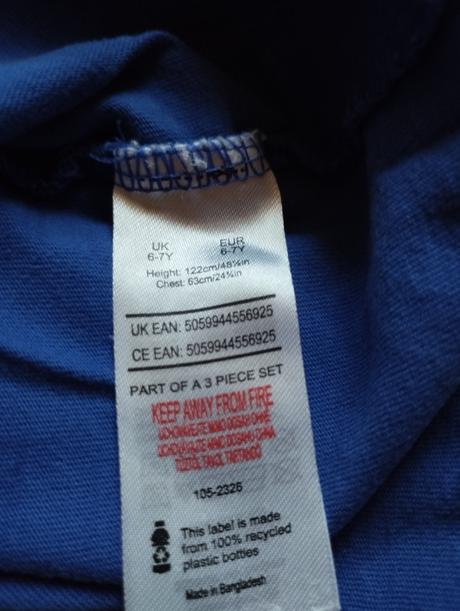 UK EUR
6-7Y 6-7Y
Height: 122cm/48¼in
Chest: 63cm/24¾in
UK EAN: 5059944556925
CE EAN: 5059944556925
PART OF A 3 PIECE SET
KEEP AWAY FROM FIRE
105-2326
This label is made
from 100% recycled
plastic bottles
Made in Bangladesh